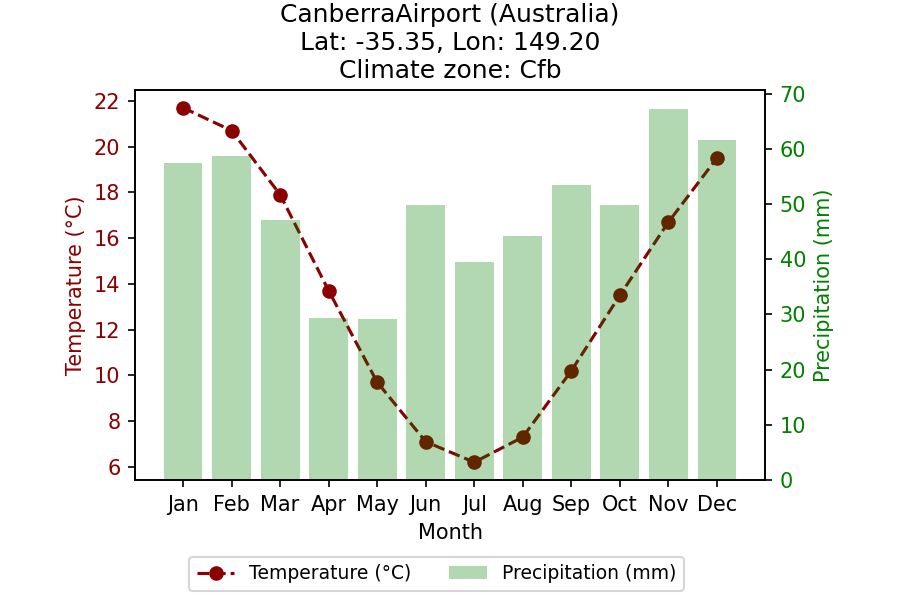 CanberraAirport (Australia)
Lat: -35.35, Lon: 149.20
Climate zone: Cfb
Temperature (°C)
22
20
18
16
14
12
10
8
6
70
60
50
40
30
20
10
0
Precipitation (mm)
Jan Feb Mar Apr May Jun Jul Aug Sep Oct Nov Dec
Month
Temperature (°C) Precipitation (mm)